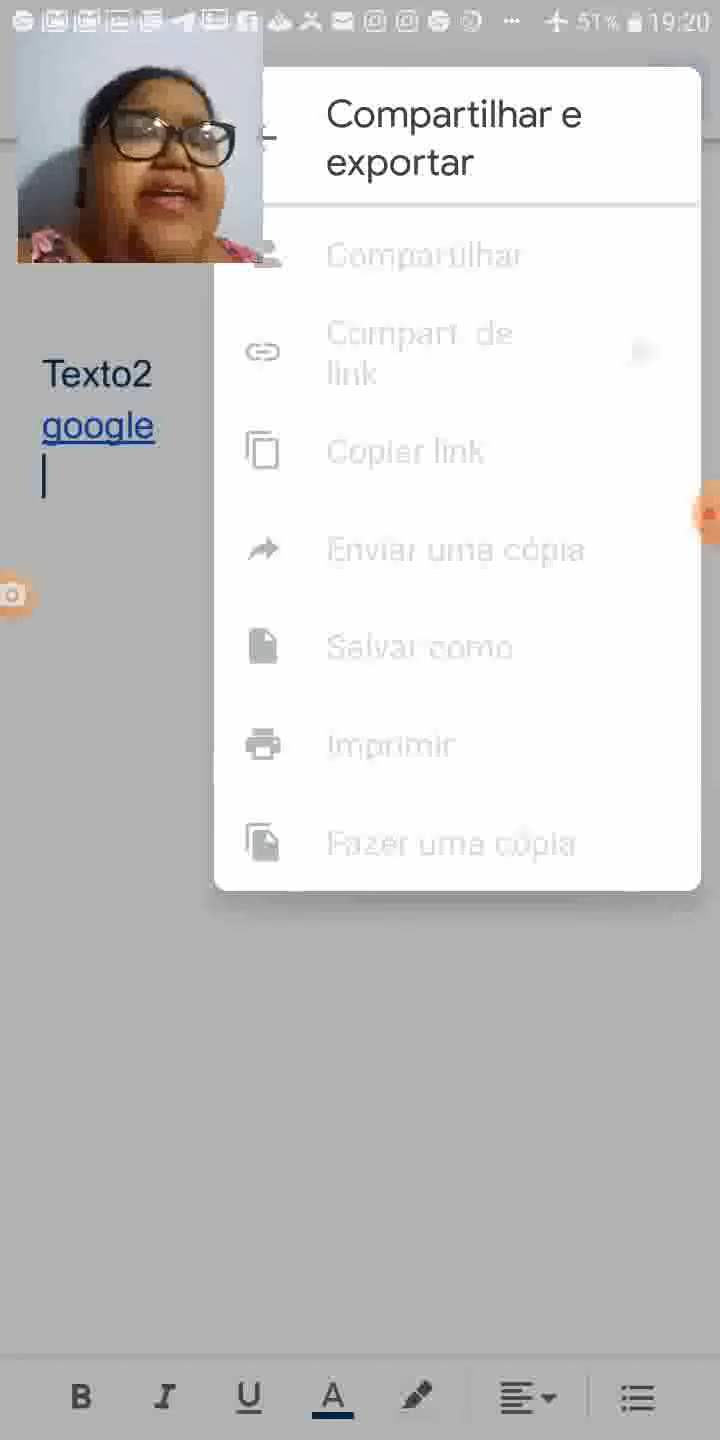 51% 19:20
Compartilhar e
exportar
Compartilhar
Compart. de
link
Texto2
google
Copiar link
Enviar uma cópia
Salvar como
Imprimir
Fazer uma cópia
B I U A